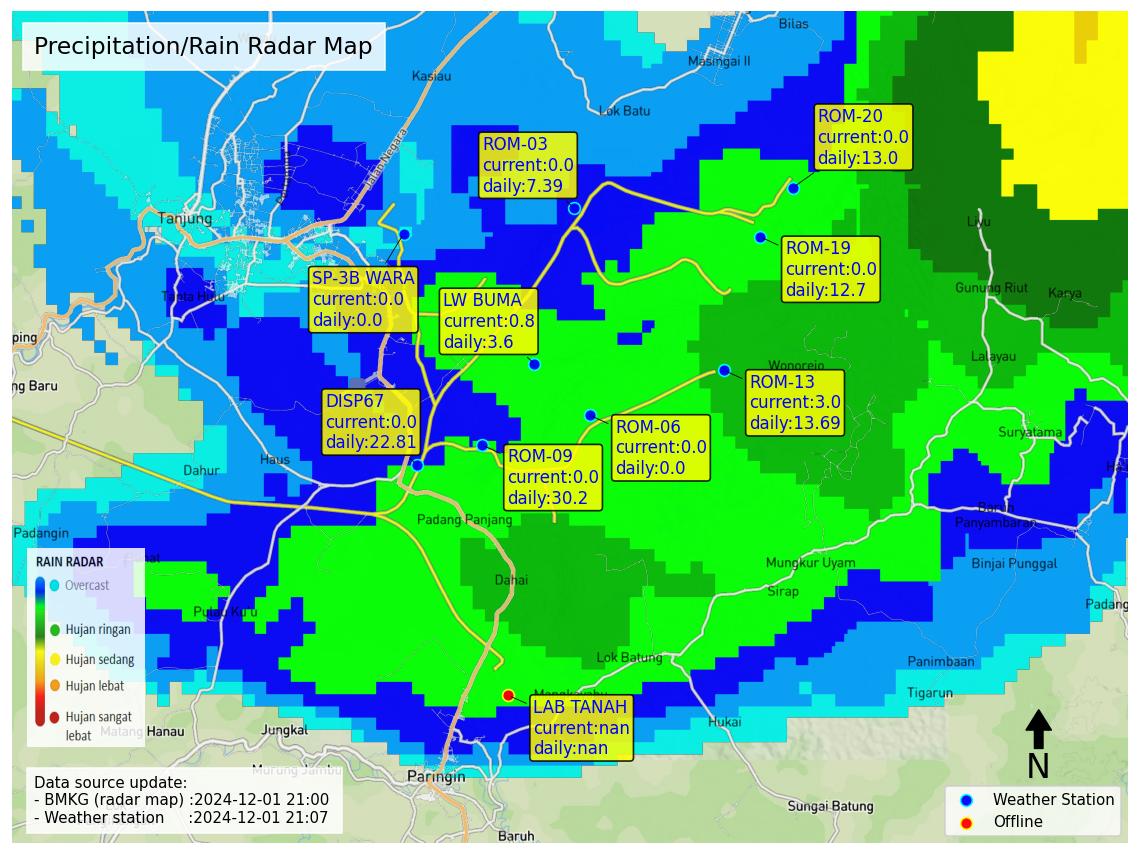 Precipitation/Rain Radar Map
Bilas
Masingai II
Kasiau
Lok Batu
Jalan Negara
ROM-20
current:0.0
daily:13.0
ROM-03
current:0.0
daily:7.39
Tanjung
Liyu
ROM-19
current:0.0
daily:12.7
SP-3B WARA
current:0.0
daily:0.0
LW BUMA
current:0.8
daily:3.6
Tanta Hulu
Gunung Riut
Karya
ping
Lalayau
Wonorejo
ng Baru
ROM-13
current:3.0
daily:13.69
DISP67
current:0.0
daily:22.81
ROM-06
current:0.0
daily:0.0
Suryatama
ROM-09
current:0.0
daily:30.2
Haus
Dahur
Padang Panjang
Baruh
Panyambaran
Padangin
RAIN RADAR
Overcast
Hujan ringan
Hujan sedang
Hujan lebat
Hujan sangat
lebat
Mungkur Uyam
Binjai Punggal
Dahai
Sirap
Padang
Pulau Ku'u
Lok Batung
Panimbaan
Tigarun
LAB TANAH
current:nan
daily:nan
Matang Hanau
Jungkal
Hukai
Murung Jambu
Paringin
Sungai Batung
Baruh
Data source update:
- BMKG (radar map) :2024-12-01 21:00
- Weather station :2024-12-01 21:07
N
Weather Station
Offline